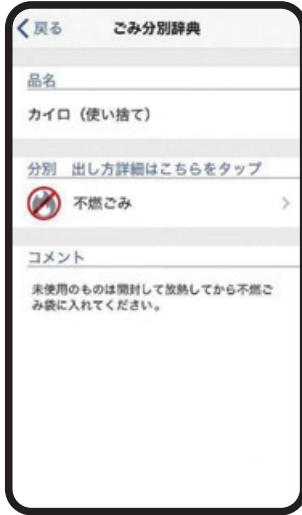 戻る ごみ分別辞典
品名
カイロ（使い捨て）
分別 出し方詳細はこちらをタップ
不燃ごみ
コメント
未使用のものは開封して放熱してから不燃ご
み袋に入れてください。